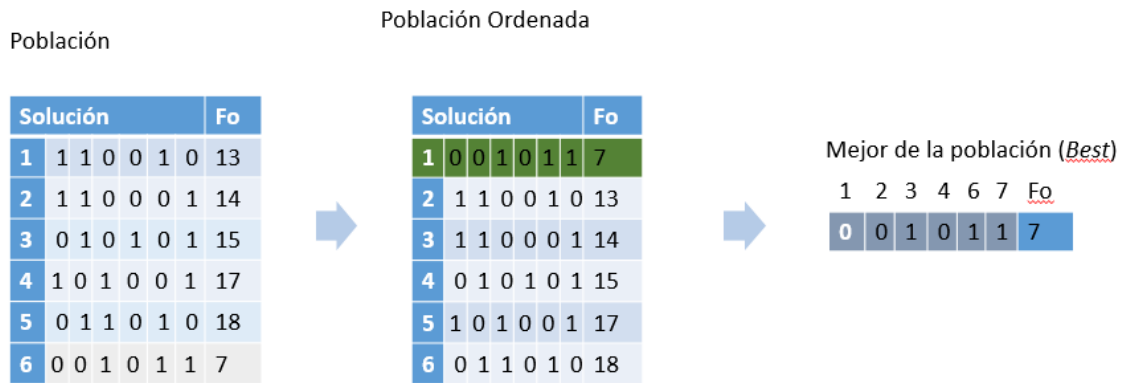 Población
Solución Fo
1 1 1 0 0 1 0 13
2 1 1 0 0 0 1 14
3 0 1 0 1 0 1 15
4 1 0 1 0 0 1 17
5 0 1 1 0 1 0 18
6 0 0 1 0 1 1 7
Población Ordenada
Solución Fo
1 0 0 1 0 1 1 7
2 1 1 0 0 1 0 13
3 1 1 0 0 0 1 14
4 0 1 0 1 0 1 15
5 1 0 1 0 0 1 17
6 0 1 1 0 1 0 18
Mejor de la población (Best)
1 2 3 4 6 7 Fo
0 0 1 0 1 1 7